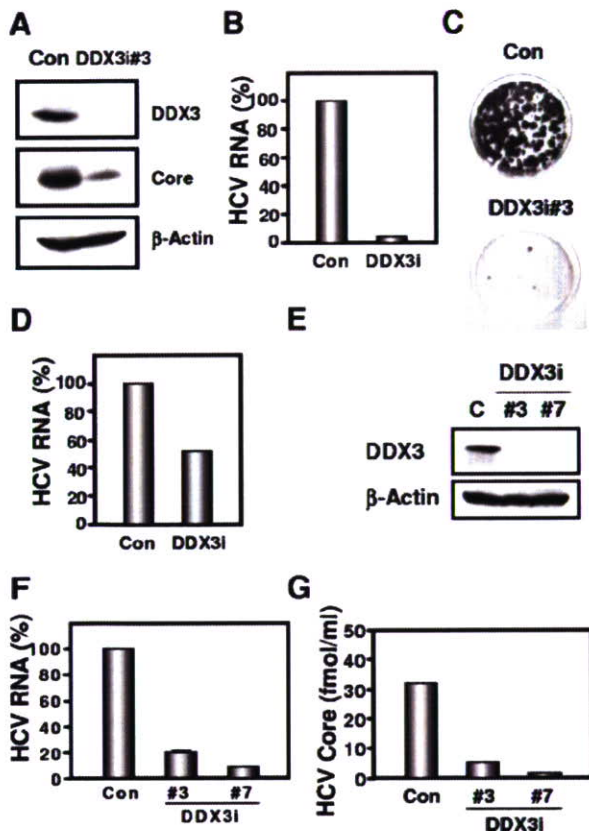 A
Con DDX3i#3
DDX3
Core
β-Actin
B
HCV RNA (%)
100
80
60
40
20
0
Con DDX3i
C
Con
DDX3i#3
D
HCV RNA (%)
100
80
60
40
20
0
Con DDX3i
E
DDX3i
C #3 #7
DDX3
β-Actin
F
HCV RNA (%)
100
80
60
40
20
0
Con #3 #7
DDX3i
G
HCV Core (fmol/ml)
50
40
30
20
10
0
Con #3 #7
DDX3i